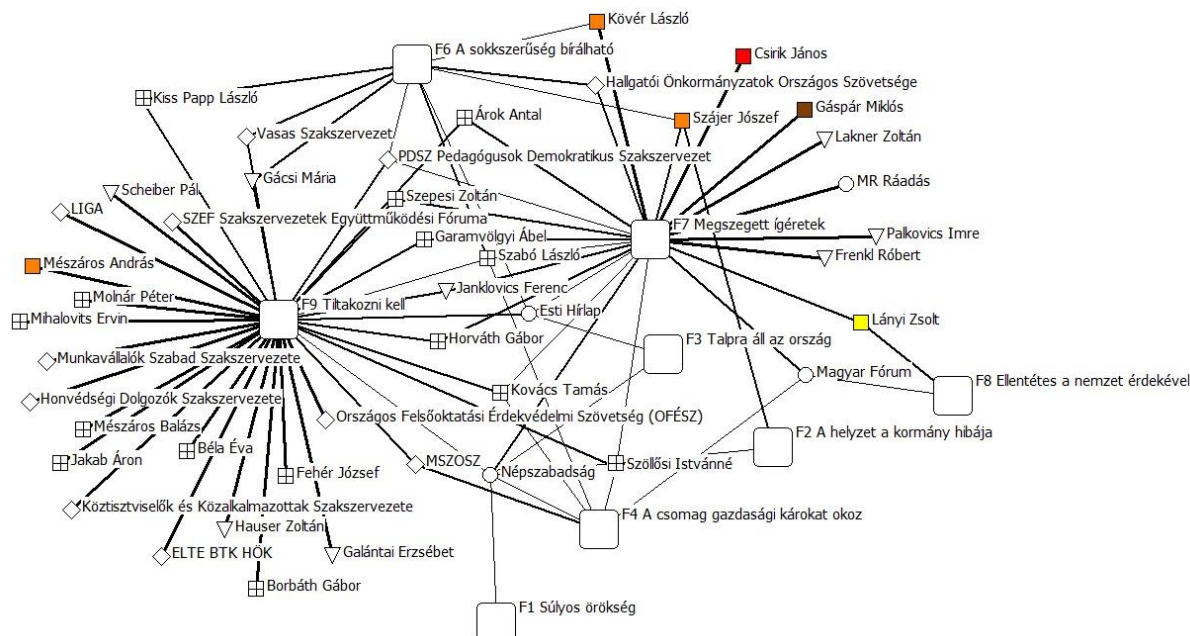 Kövér László
F6 A sokkszerűség bírálható
Csirik János
Hallgatói Önkormányzatok Országos Szövetsége
Kiss Papp László
Gáspár Miklós
Árok Antal
Szájer József
Vasas Szakszervezet
Lakner Zoltán
PDSZ Pedagógusok Demokratikus Szakszervezet
Gácsi Mária
Scheiber Pál
MR Ráadás
Szepesi Zoltán
LIGA
SZEF Szakszervezetek Együttműködési Fóruma
F7 Megszegett ígéretek
Palkovics Imre
Garamvölgyi Ábel
Szabó László
Frenkl Róbert
Mészáros András
Janklovics Ferenc
Molnár Péter
F9 Tiltakozni kell
Esti Hírlap
Mihalovits Ervin
Lányi Zsolt
Horváth Gábor
F3 Talpra áll az ország
Munkavállalók Szabad Szakszervezete
Magyar Fórum
F8 Ellentétes a nemzet érdekével
Kovács Tamás
Honvédségi Dolgozók Szakszervezete
Országos Felsőoktatási Érdekvédelmi Szövetség (OFÉSZ)
Mészáros Balázs
F2 A helyzet a kormány hibája
Béla Éva
Jakab Áron
MSZOSZ
Szöllősi Istvánné
Fehér József
Népszabadság
Köztisztviselők és Közalkalmazottak Szakszervezete
F4 A csomag gazdasági károkat okoz
Hauser Zoltán
ELTE BTK HÖK
Galántai Erzsébet
Borbáth Gábor
F1 Súlyos örökség